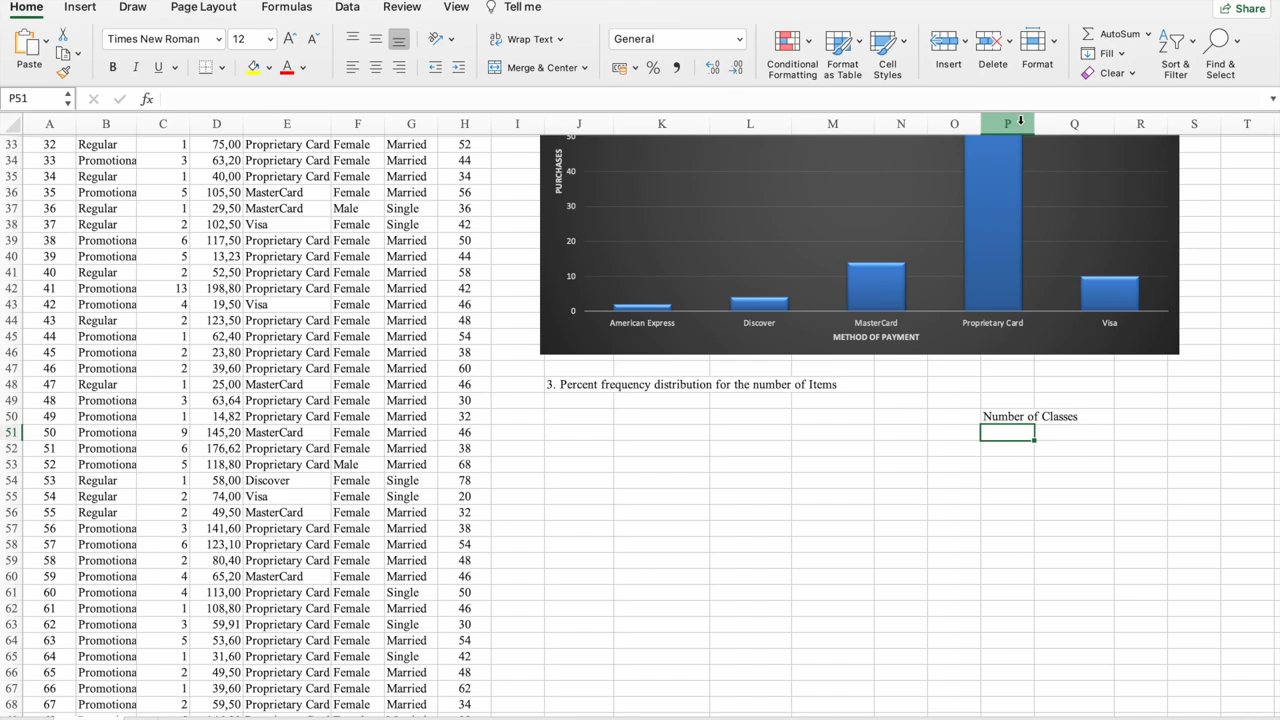 Home Insert Draw Page Layout Formulas Data Review View Tell me Share
Paste Times New Roman 12 Wrap Text General AutoSum
B I U Merge & Center % Conditional Formatting Format as Table Cell Styles Insert Delete Format Fill Clear Sort & Filter Find & Select
P51 fx
A B C D E F G H I J K L M N O P Q R S T
33 32 Regular 1 75,00 Proprietary Card Female Married 52
34 33 Promotiona 3 63,20 Proprietary Card Female Married 44
35 34 Regular 1 40,00 Proprietary Card Female Married 34
36 35 Promotiona 5 105,50 MasterCard Female Married 56
37 36 Regular 1 29,50 MasterCard Male Single 36
38 37 Regular 2 102,50 Visa Female Single 42
39 38 Promotiona 6 117,50 Proprietary Card Female Married 50
40 39 Promotiona 5 13,23 Proprietary Card Female Married 44
41 40 Regular 2 52,50 Proprietary Card Female Married 58
42 41 Promotiona 13 198,80 Proprietary Card Female Married 42
43 42 Promotiona 4 19,50 Visa Female Married 46
44 43 Regular 2 123,50 Proprietary Card Female Married 48
45 44 Promotiona 1 62,40 Proprietary Card Female Married 54
46 45 Promotiona 2 23,80 Proprietary Card Female Married 38
47 46 Promotiona 2 39,60 Proprietary Card Female Married 60
48 47 Regular 1 25,00 MasterCard Female Married 46
49 48 Promotiona 3 63,64 Proprietary Card Female Married 30
50 49 Promotiona 1 14,82 Proprietary Card Female Married 32
51 50 Promotiona 9 145,20 MasterCard Female Married 46
52 51 Promotiona 6 176,62 Proprietary Card Female Married 38
53 52 Promotiona 5 118,80 Proprietary Card Male Married 68
54 53 Regular 1 58,00 Discover Female Single 78
55 54 Regular 2 74,00 Visa Female Single 20
56 55 Regular 2 49,50 MasterCard Female Married 32
57 56 Promotiona 3 141,60 Proprietary Card Female Married 38
58 57 Promotiona 6 123,10 Proprietary Card Female Married 54
59 58 Promotiona 2 80,40 Proprietary Card Female Married 48
60 59 Promotiona 4 65,20 MasterCard Female Married 46
61 60 Promotiona 4 113,00 Proprietary Card Female Single 50
62 61 Promotiona 1 108,80 Proprietary Card Female Married 46
63 62 Promotiona 3 59,91 Proprietary Card Female Single 30
64 63 Promotiona 5 53,60 Proprietary Card Female Married 54
65 64 Promotiona 1 31,60 Proprietary Card Female Single 42
66 65 Promotiona 2 49,50 Proprietary Card Female Married 48
67 66 Promotiona 1 39,60 Proprietary Card Female Married 62
68 67 Promotiona 2 59,50 Proprietary Card Female Married 34
PURCHASES
50
40
30
20
10
0
American Express Discover MasterCard Proprietary Card Visa
METHOD OF PAYMENT
3. Percent frequency distribution for the number of Items
Number of Classes